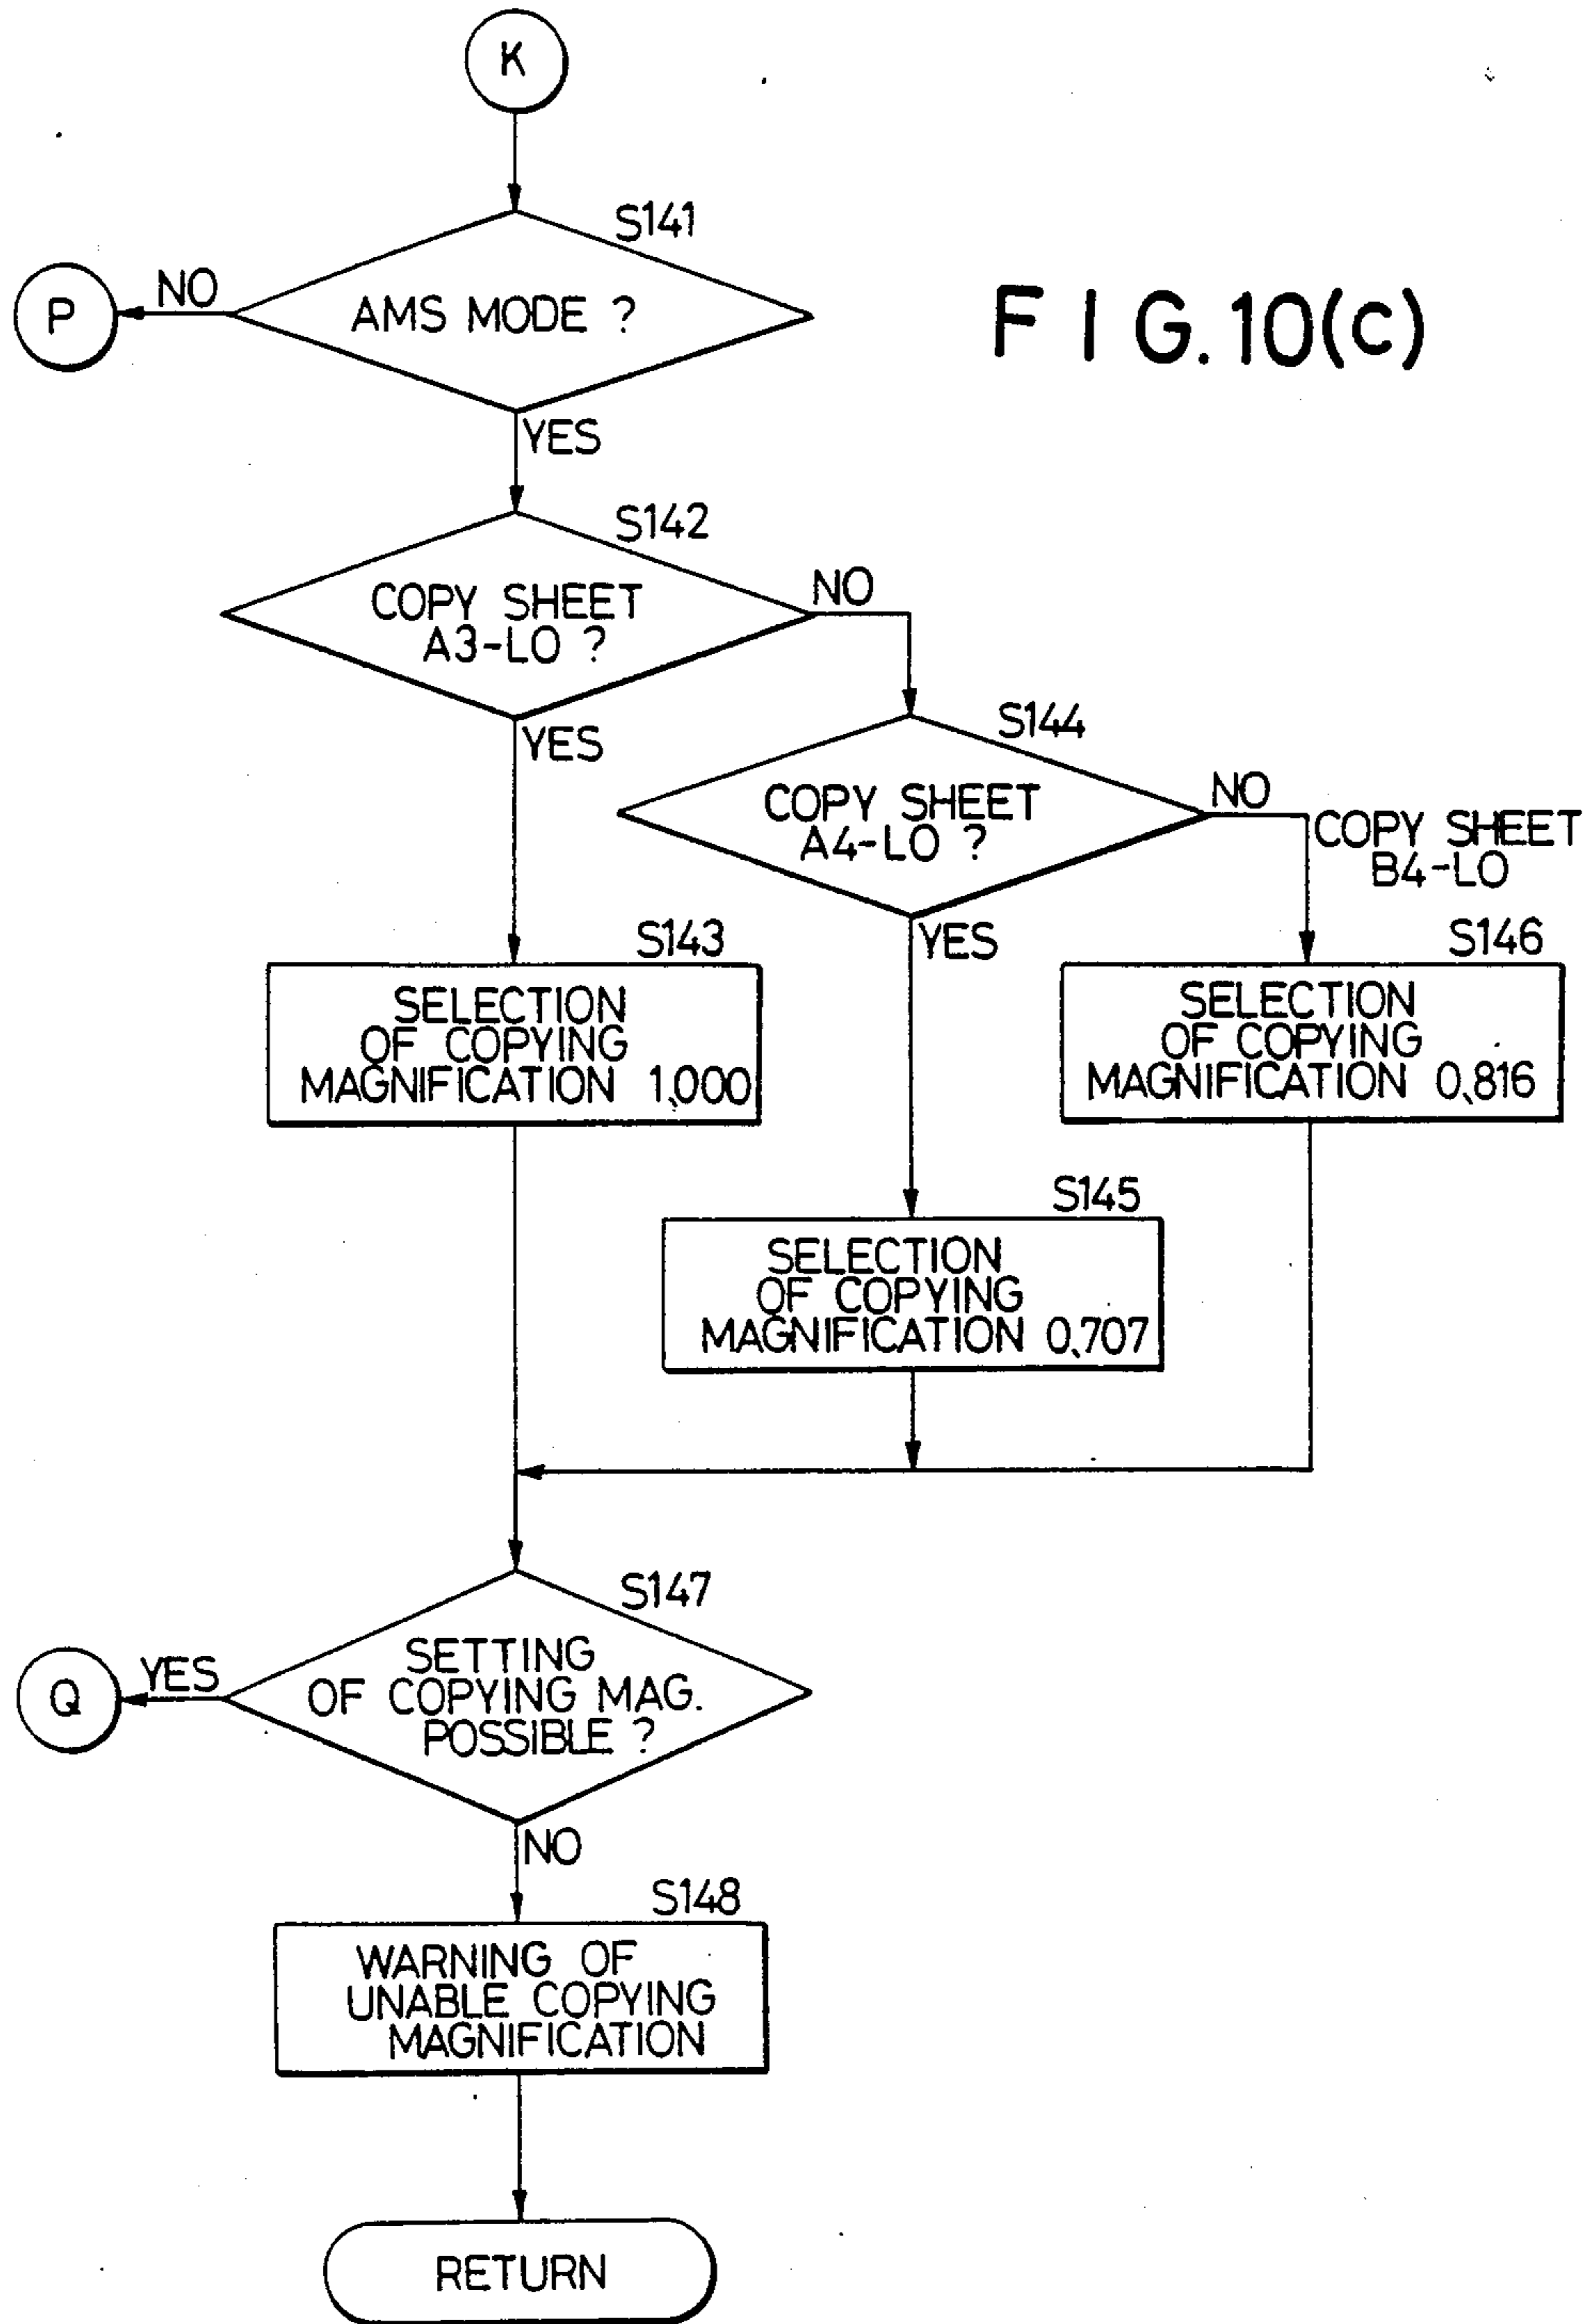 K
S141
P
NO
AMS MODE ?
F I G. 10(c)
YES
S142
COPY SHEET
A3-LO ?
NO
YES
S144
COPY SHEET
A4-LO ?
NO
COPY SHEET
B4-LO
YES
S143
SELECTION
OF COPYING
MAGNIFICATION 1.000
S146
SELECTION
OF COPYING
MAGNIFICATION 0.816
S145
SELECTION
OF COPYING
MAGNIFICATION 0.707
S147
Q
YES
SETTING
OF COPYING MAG.
POSSIBLE ?
NO
S148
WARNING OF
UNABLE COPYING
MAGNIFICATION
RETURN